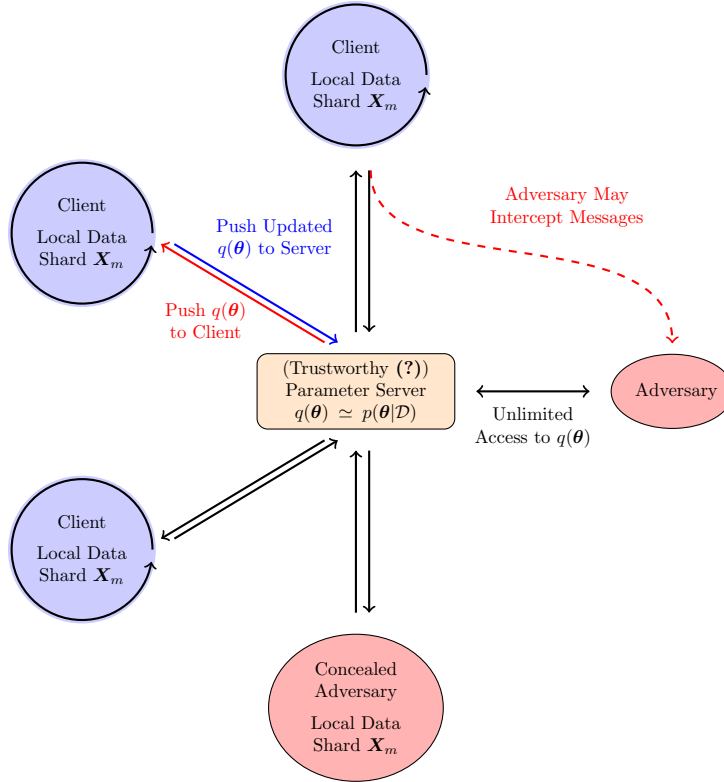 Client
Local Data
Shard 𝑿ₘ
Client
Local Data
Shard 𝑿ₘ
Push Updated
q(𝜽) to Server
Adversary May
Intercept Messages
Push q(𝜽)
to Client
(Trustworthy (?))
Parameter Server
q(𝜽) ≃ p(𝜽|𝒟)
Adversary
Unlimited
Access to q(𝜽)
Client
Local Data
Shard 𝑿ₘ
Concealed
Adversary
Local Data
Shard 𝑿ₘ